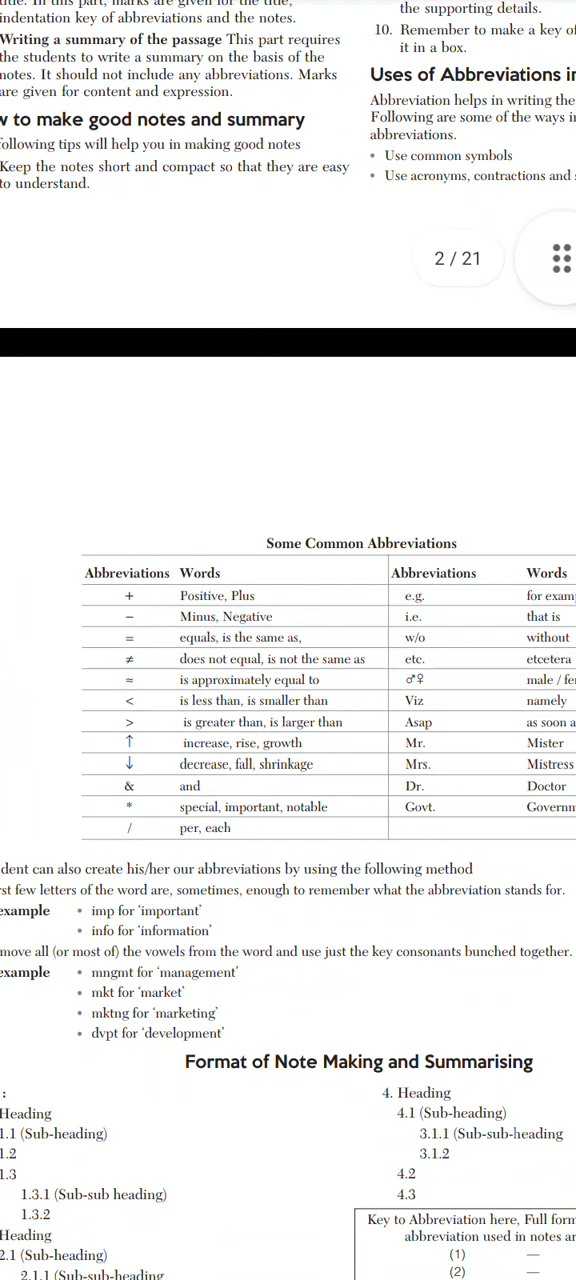 indentation key of abbreviations and the notes.
Writing a summary of the passage This part requires
the students to write a summary on the basis of the
notes. It should not include any abbreviations. Marks
are given for content and expression.
w to make good notes and summary
following tips will help you in making good notes
Keep the notes short and compact so that they are easy
to understand.
the supporting details.
10. Remember to make a key of
it in a box.
Uses of Abbreviations in
Abbreviation helps in writing the
Following are some of the ways in
abbreviations.
• Use common symbols
• Use acronyms, contractions and
2 / 21
Some Common Abbreviations
Abbreviations Words Abbreviations Words
+ Positive, Plus e.g. for exam
− Minus, Negative i.e. that is
= equals, is the same as, w/o without
≠ does not equal, is not the same as etc. etcetera
≈ is approximately equal to ♂♀ male / fe
< is less than, is smaller than Viz namely
> is greater than, is larger than Asap as soon a
↑ increase, rise, growth Mr. Mister
↓ decrease, fall, shrinkage Mrs. Mistress
& and Dr. Doctor
* special, important, notable Govt. Governm
/ per, each
dent can also create his/her our abbreviations by using the following method
rst few letters of the word are, sometimes, enough to remember what the abbreviation stands for.
example • imp for 'important'
• info for 'information'
move all (or most of) the vowels from the word and use just the key consonants bunched together.
example • mngmt for 'management'
• mkt for 'market'
• mktng for 'marketing'
• dvpt for 'development'
Format of Note Making and Summarising
:
Heading
1.1 (Sub-heading)
1.2
1.3
1.3.1 (Sub-sub heading)
1.3.2
Heading
2.1 (Sub-heading)
2.1.1 (Sub-subheading
4. Heading
4.1 (Sub-heading)
3.1.1 (Sub-sub-heading
3.1.2
4.2
4.3
Key to Abbreviation here, Full form
abbreviation used in notes ar
(1) —
(2) —